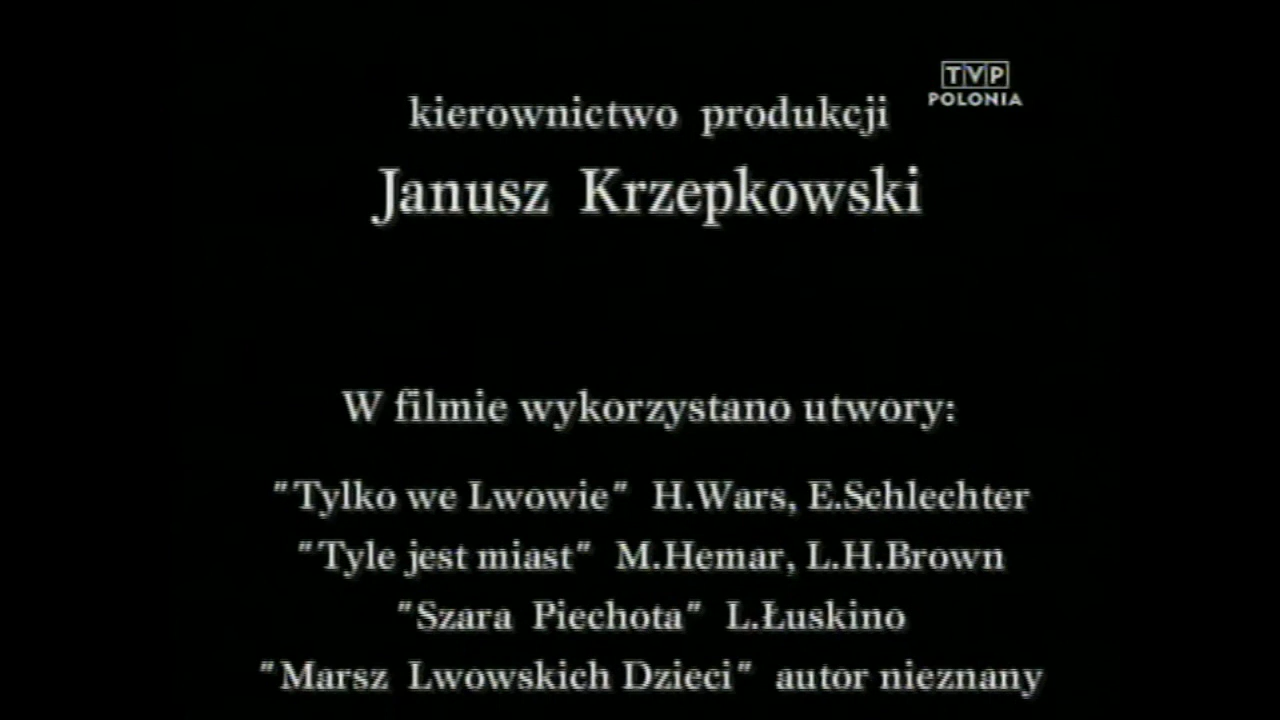 TVP
POLONIA
kierownictwo produkcji
Janusz Krzepkowski
W filmie wykorzystano utwory:
"Tylko we Lwowie" H.Wars, E.Schlechter
"Tyle jest miast" M.Hemar, L.H.Brown
"Szara Piechota" L.Łuskino
"Marsz Lwowskich Dzieci" autor nieznany